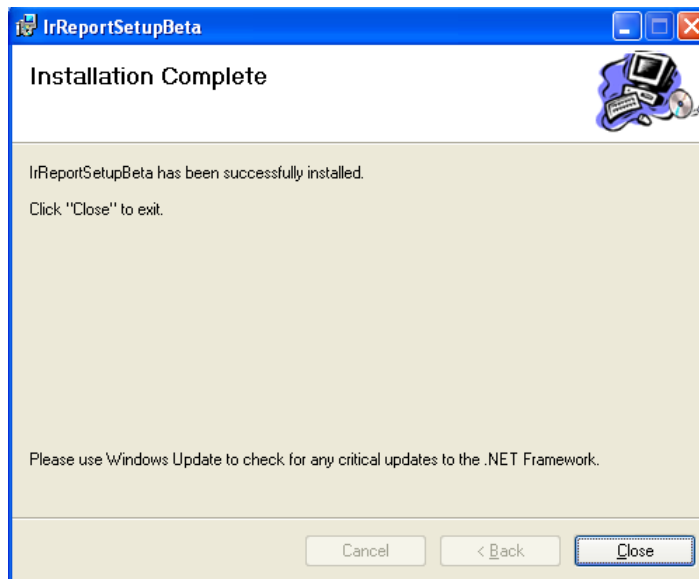 IrReportSetupBeta
Installation Complete
IrReportSetupBeta has been successfully installed.
Click "Close" to exit.
Please use Windows Update to check for any critical updates to the .NET Framework.
Cancel
< Back
Close